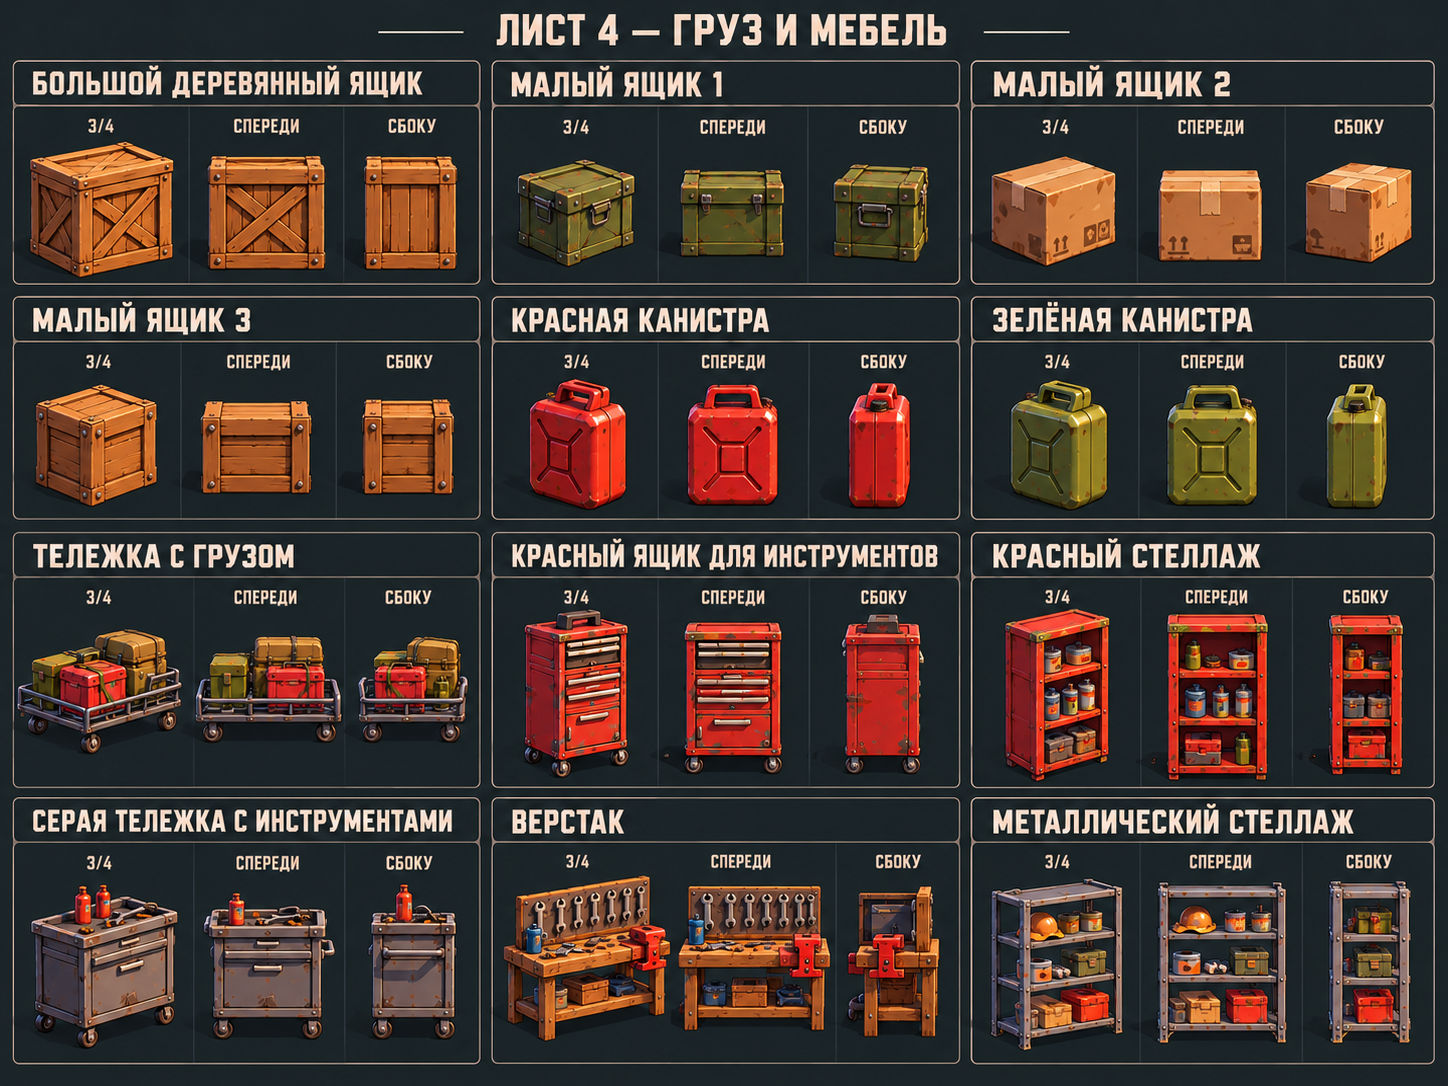 ЛИСТ 4 — ГРУЗ И МЕБЕЛЬ
БОЛЬШОЙ ДЕРЕВЯННЫЙ ЯЩИК
3/4
СПЕРЕДИ
СБОКУ
МАЛЫЙ ЯЩИК 1
3/4
СПЕРЕДИ
СБОКУ
МАЛЫЙ ЯЩИК 2
3/4
СПЕРЕДИ
СБОКУ
МАЛЫЙ ЯЩИК 3
3/4
СПЕРЕДИ
СБОКУ
КРАСНАЯ КАНИСТРА
3/4
СПЕРЕДИ
СБОКУ
ЗЕЛЁНАЯ КАНИСТРА
3/4
СПЕРЕДИ
СБОКУ
ТЕЛЕЖКА С ГРУЗОМ
3/4
СПЕРЕДИ
СБОКУ
КРАСНЫЙ ЯЩИК ДЛЯ ИНСТРУМЕНТОВ
3/4
СПЕРЕДИ
СБОКУ
КРАСНЫЙ СТЕЛЛАЖ
3/4
СПЕРЕДИ
СБОКУ
СЕРАЯ ТЕЛЕЖКА С ИНСТРУМЕНТАМИ
3/4
СПЕРЕДИ
СБОКУ
ВЕРСТАК
3/4
СПЕРЕДИ
СБОКУ
МЕТАЛЛИЧЕСКИЙ СТЕЛЛАЖ
3/4
СПЕРЕДИ
СБОКУ